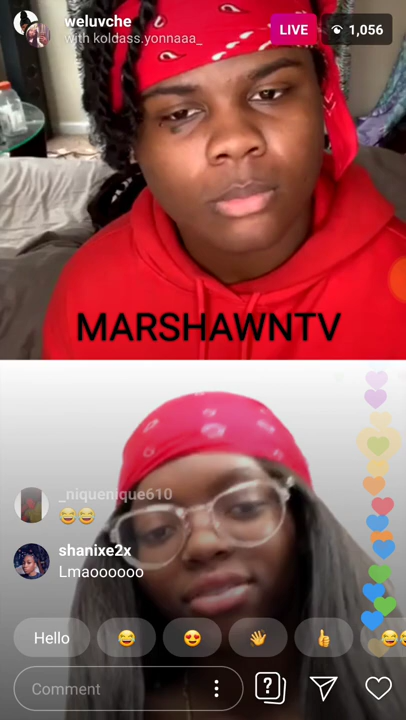 weluvche
with koldass.yonnaaa_
LIVE
1,056
MARSHAWNTV
_niquenique610
😂😂
shanixe2x
Lmaoooooo
Hello
Comment
?